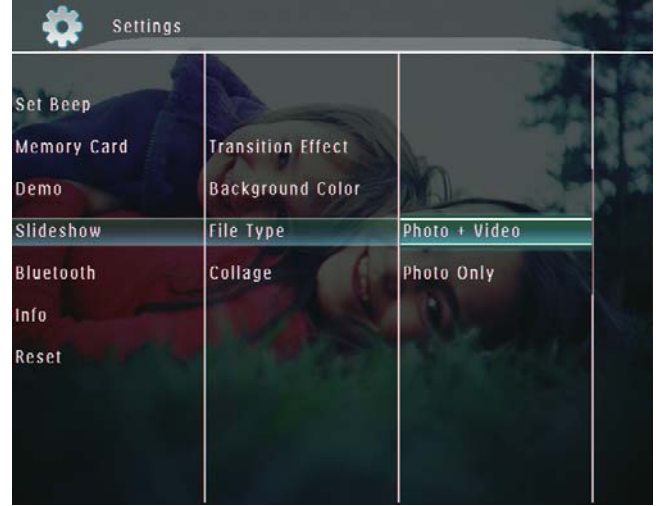 Settings
Set Beep
Memory Card
Demo
Slideshow
Bluetooth
Info
Reset
Transition Effect
Background Color
File Type
Collage
Photo + Video
Photo Only